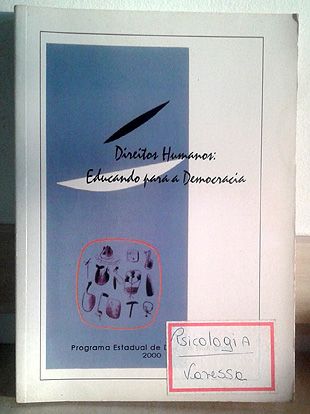 Direitos Humanos:
Educando para a Democracia
Programa Estadual de D
2000
Psicologia
Vanessa